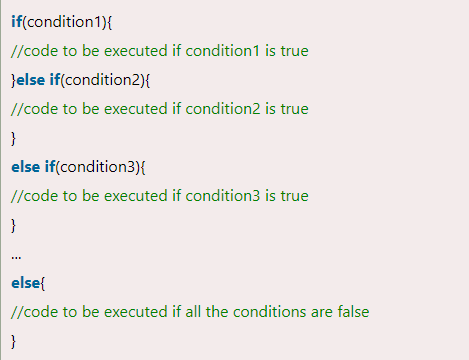 if(condition1){
//code to be executed if condition1 is true
}else if(condition2){
//code to be executed if condition2 is true
}
else if(condition3){
//code to be executed if condition3 is true
}
...
else{
//code to be executed if all the conditions are false
}